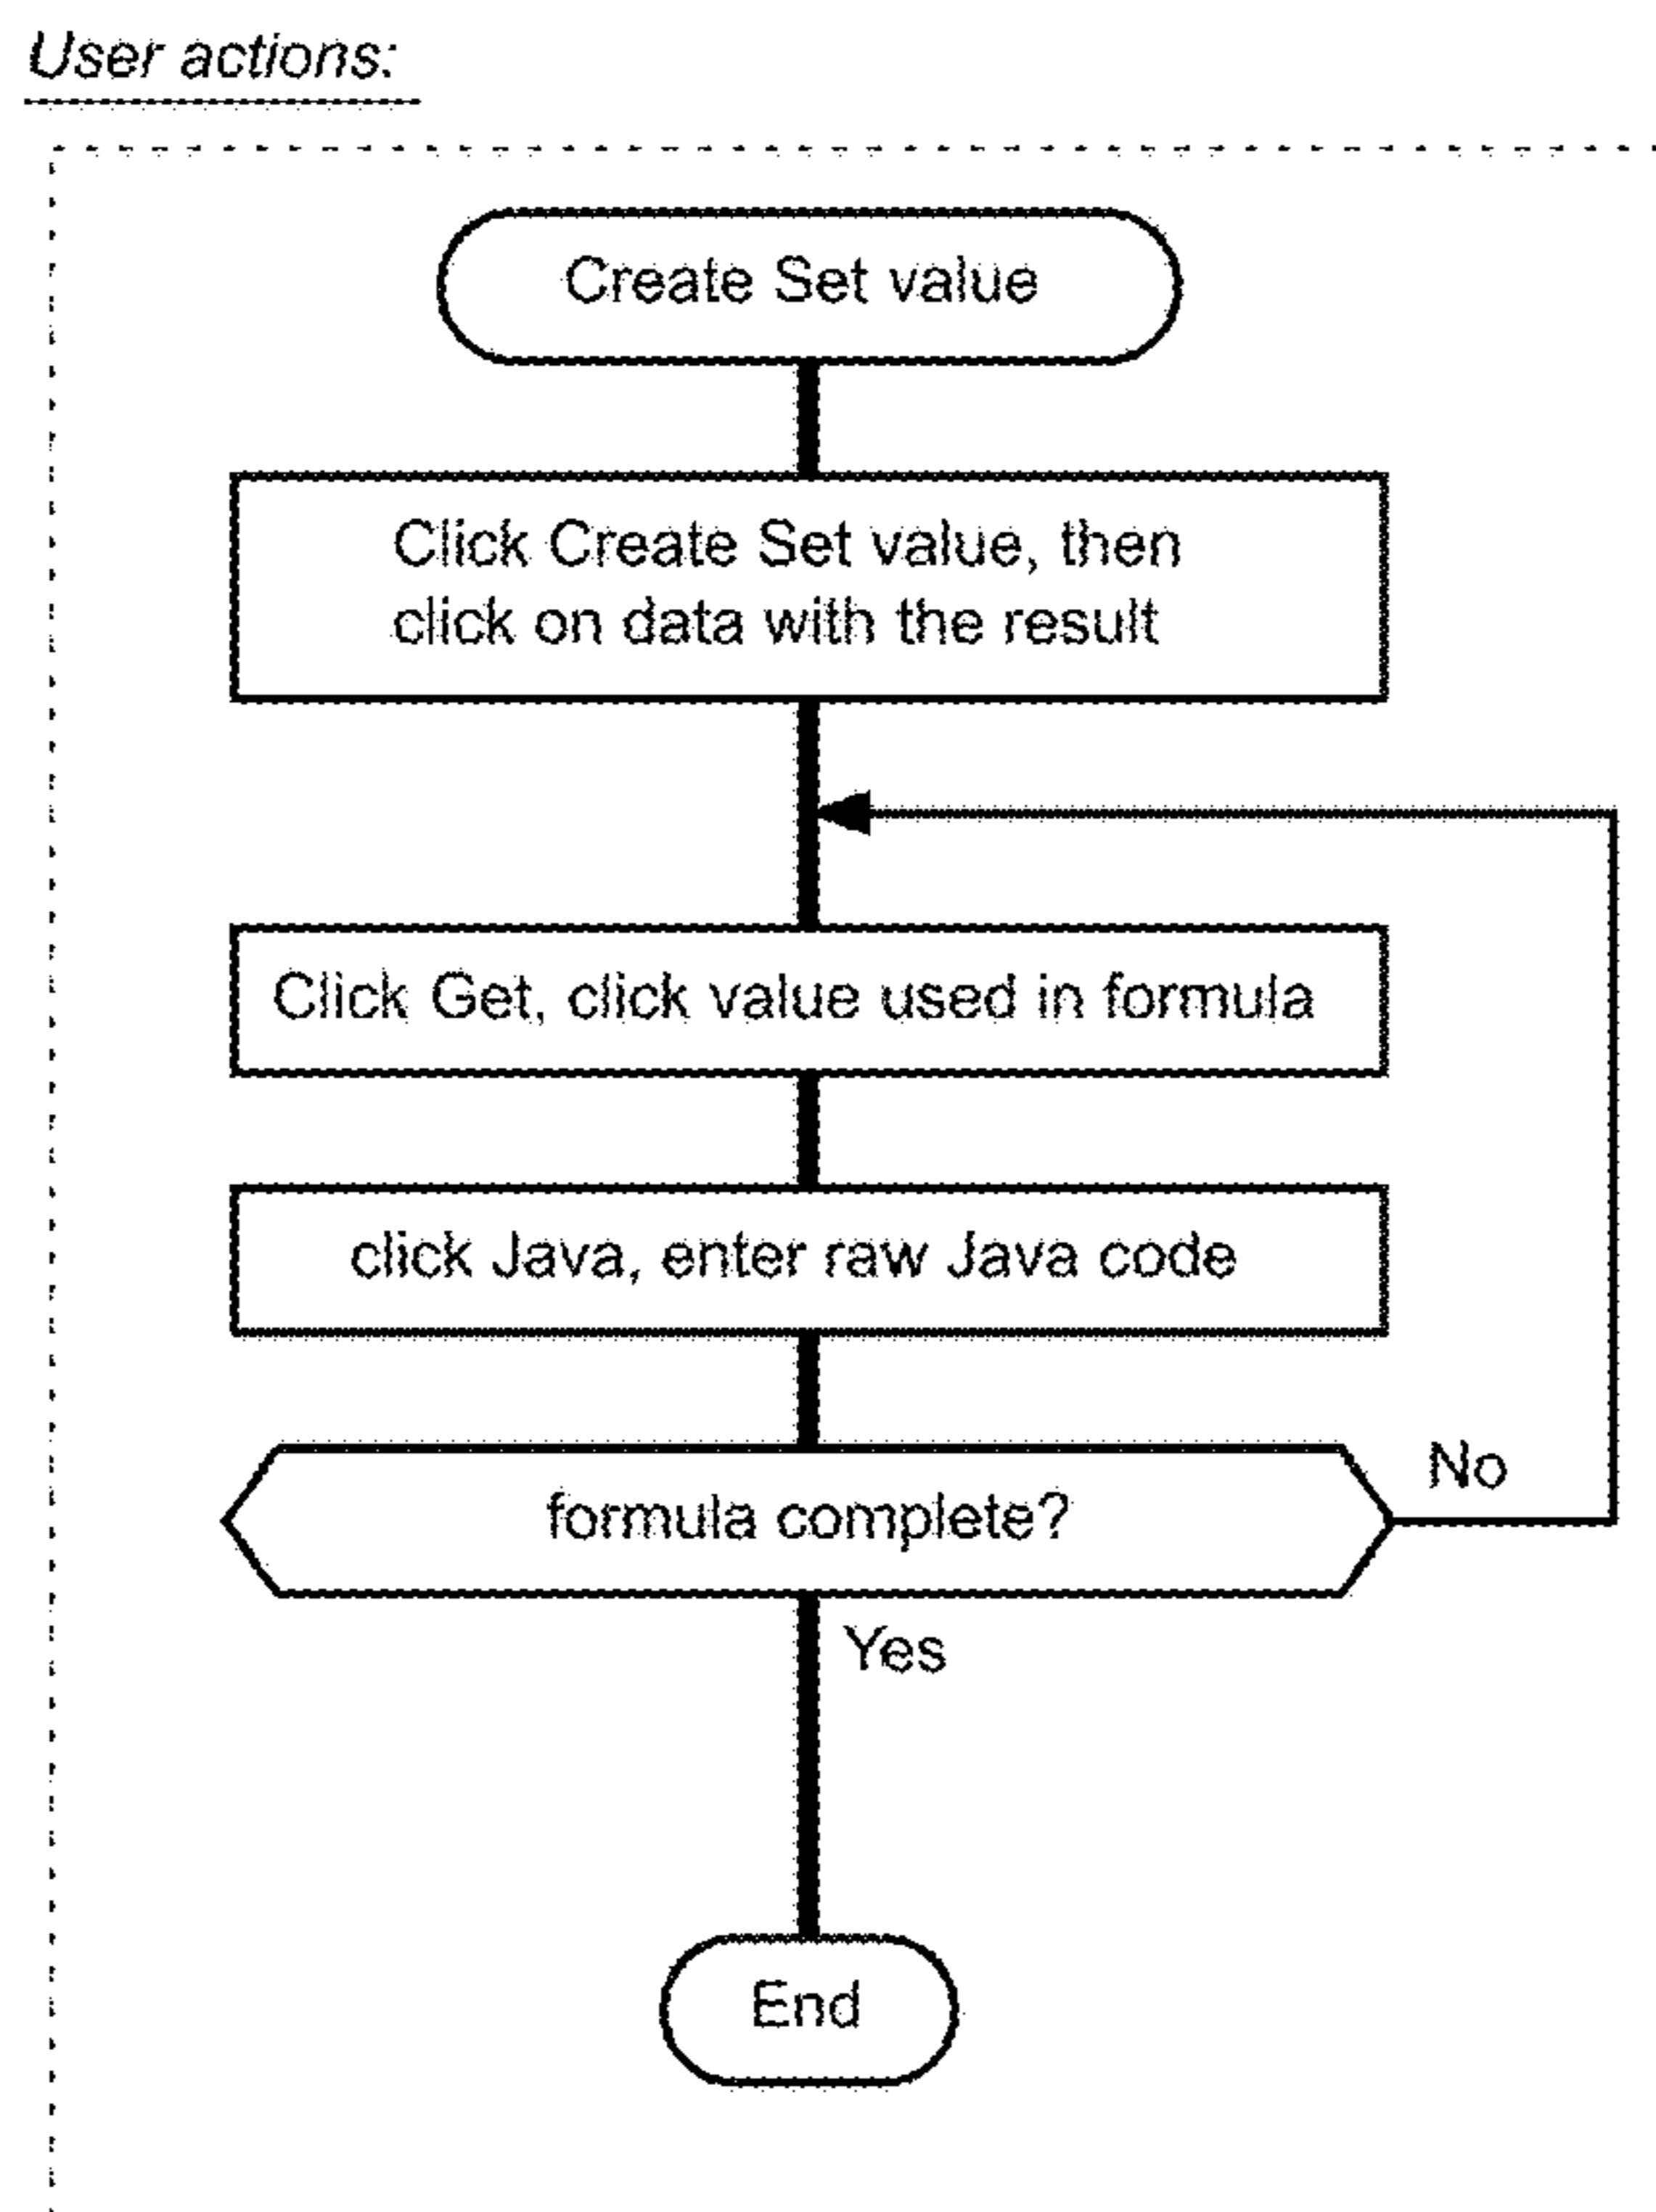 User actions:
Create Set value
Click Create Set value, then
click on data with the result
Click Get, click value used in formula
click Java, enter raw Java code
formula complete?
No
Yes
End